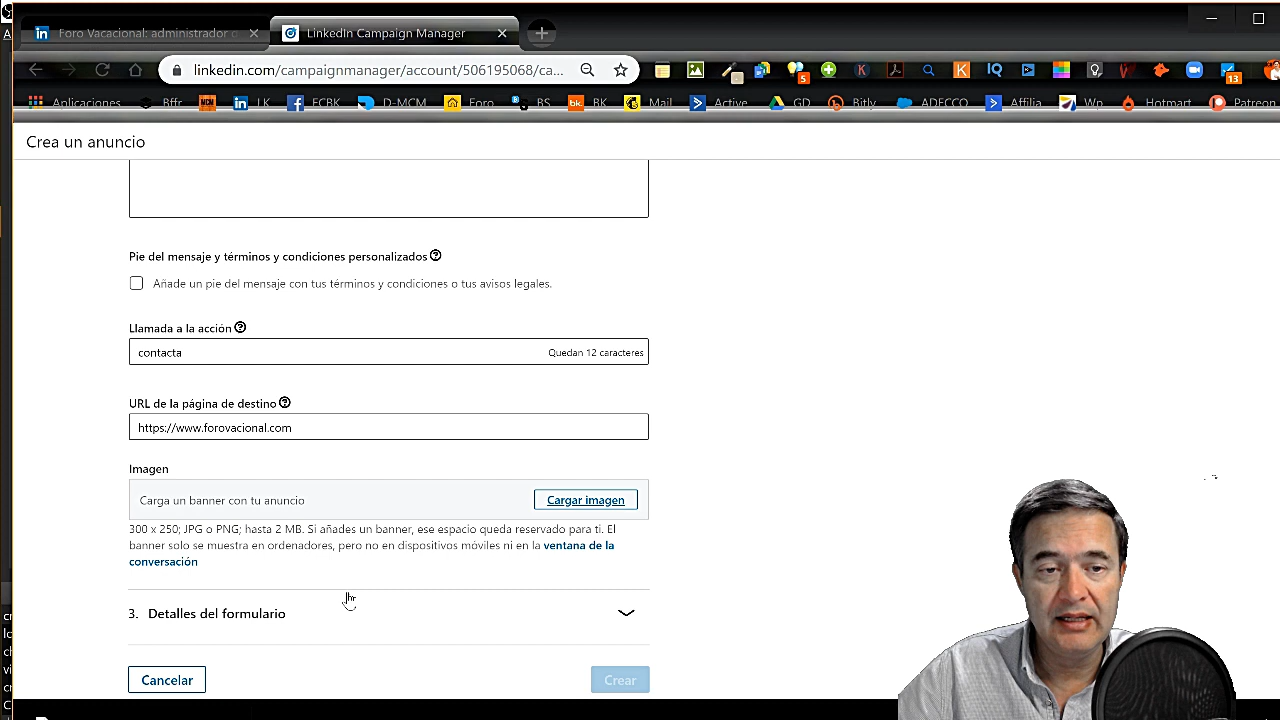 Foro Vacacional: administrador
LinkedIn Campaign Manager
linkedin.com/campaignmanager/account/506195068/ca...
5
13
Aplicaciones Bffr MCM LK FCBK D-MCM Foro BS bk. BK Mail Active GD Bitly ADECCO Affilia Wp Hotmart Patreon
Crea un anuncio
Pie del mensaje y términos y condiciones personalizados
Añade un pie del mensaje con tus términos y condiciones o tus avisos legales.
Llamada a la acción
contacta Quedan 12 caracteres
URL de la página de destino
https://www.forovacional.com
Imagen
Carga un banner con tu anuncio Cargar imagen
300 x 250; JPG o PNG; hasta 2 MB. Si añades un banner, ese espacio queda reservado para ti. El
banner solo se muestra en ordenadores, pero no en dispositivos móviles ni en la ventana de la
conversación
3. Detalles del formulario
Cancelar Crear